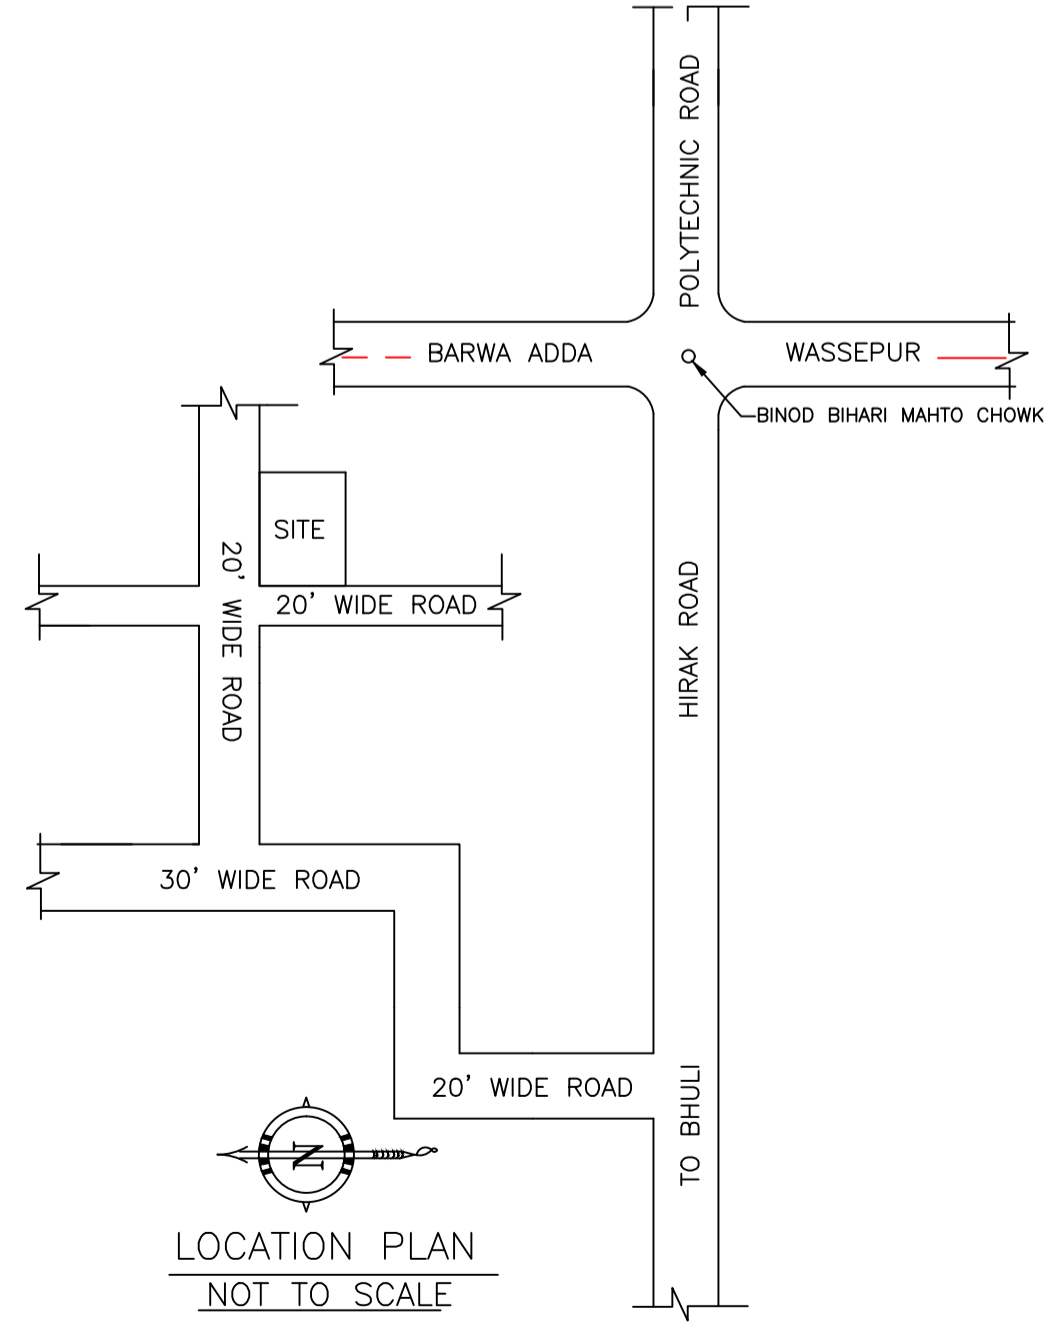 POLYTECHNIC ROAD
BARWA ADDA
WASSEPUR
BINOD BIHARI MAHTO CHOWK
SITE
20' WIDE ROAD
20' WIDE ROAD
HIRAK ROAD
30' WIDE ROAD
20' WIDE ROAD
TO BHULI
N
LOCATION PLAN
NOT TO SCALE